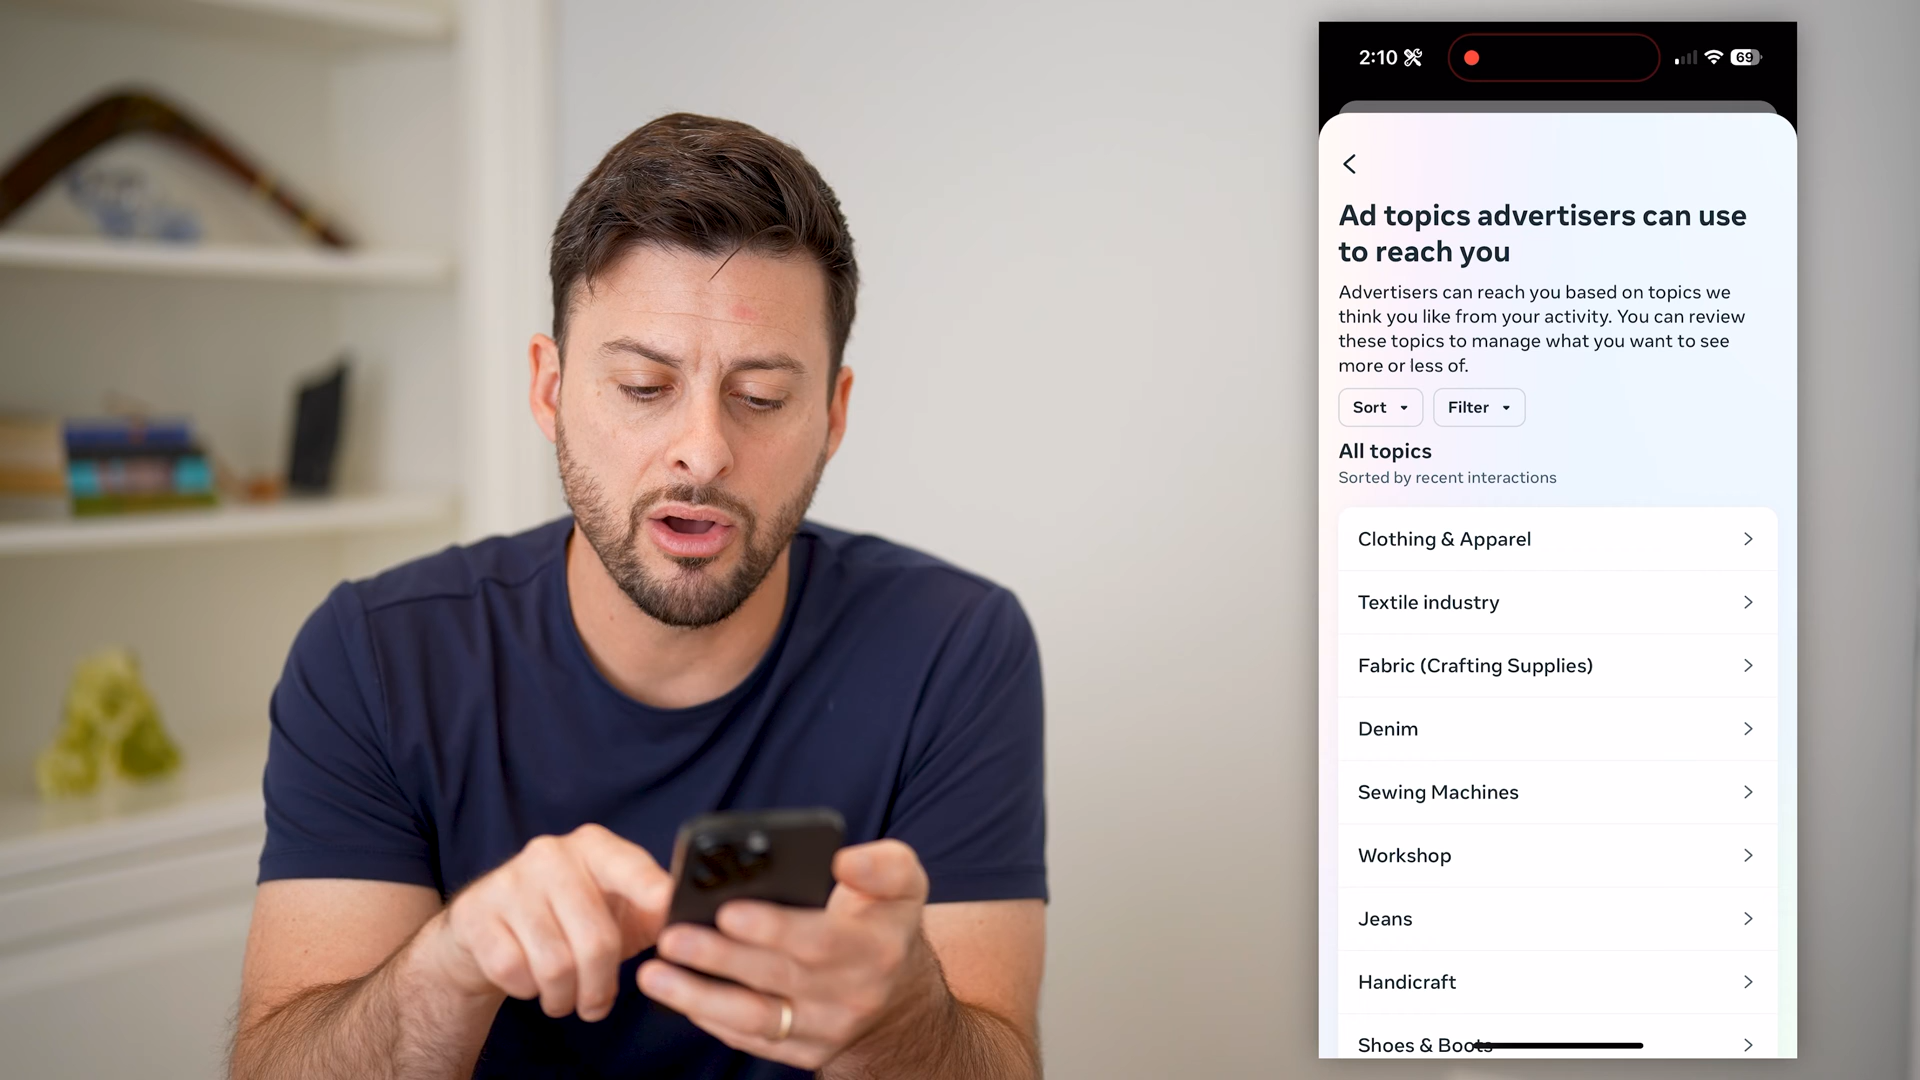 2:10
69
Ad topics advertisers can use
to reach you
Advertisers can reach you based on topics we
think you like from your activity. You can review
these topics to manage what you want to see
more or less of.
Sort
Filter
All topics
Sorted by recent interactions
Clothing & Apparel
Textile industry
Fabric (Crafting Supplies)
Denim
Sewing Machines
Workshop
Jeans
Handicraft
Shoes & Boots